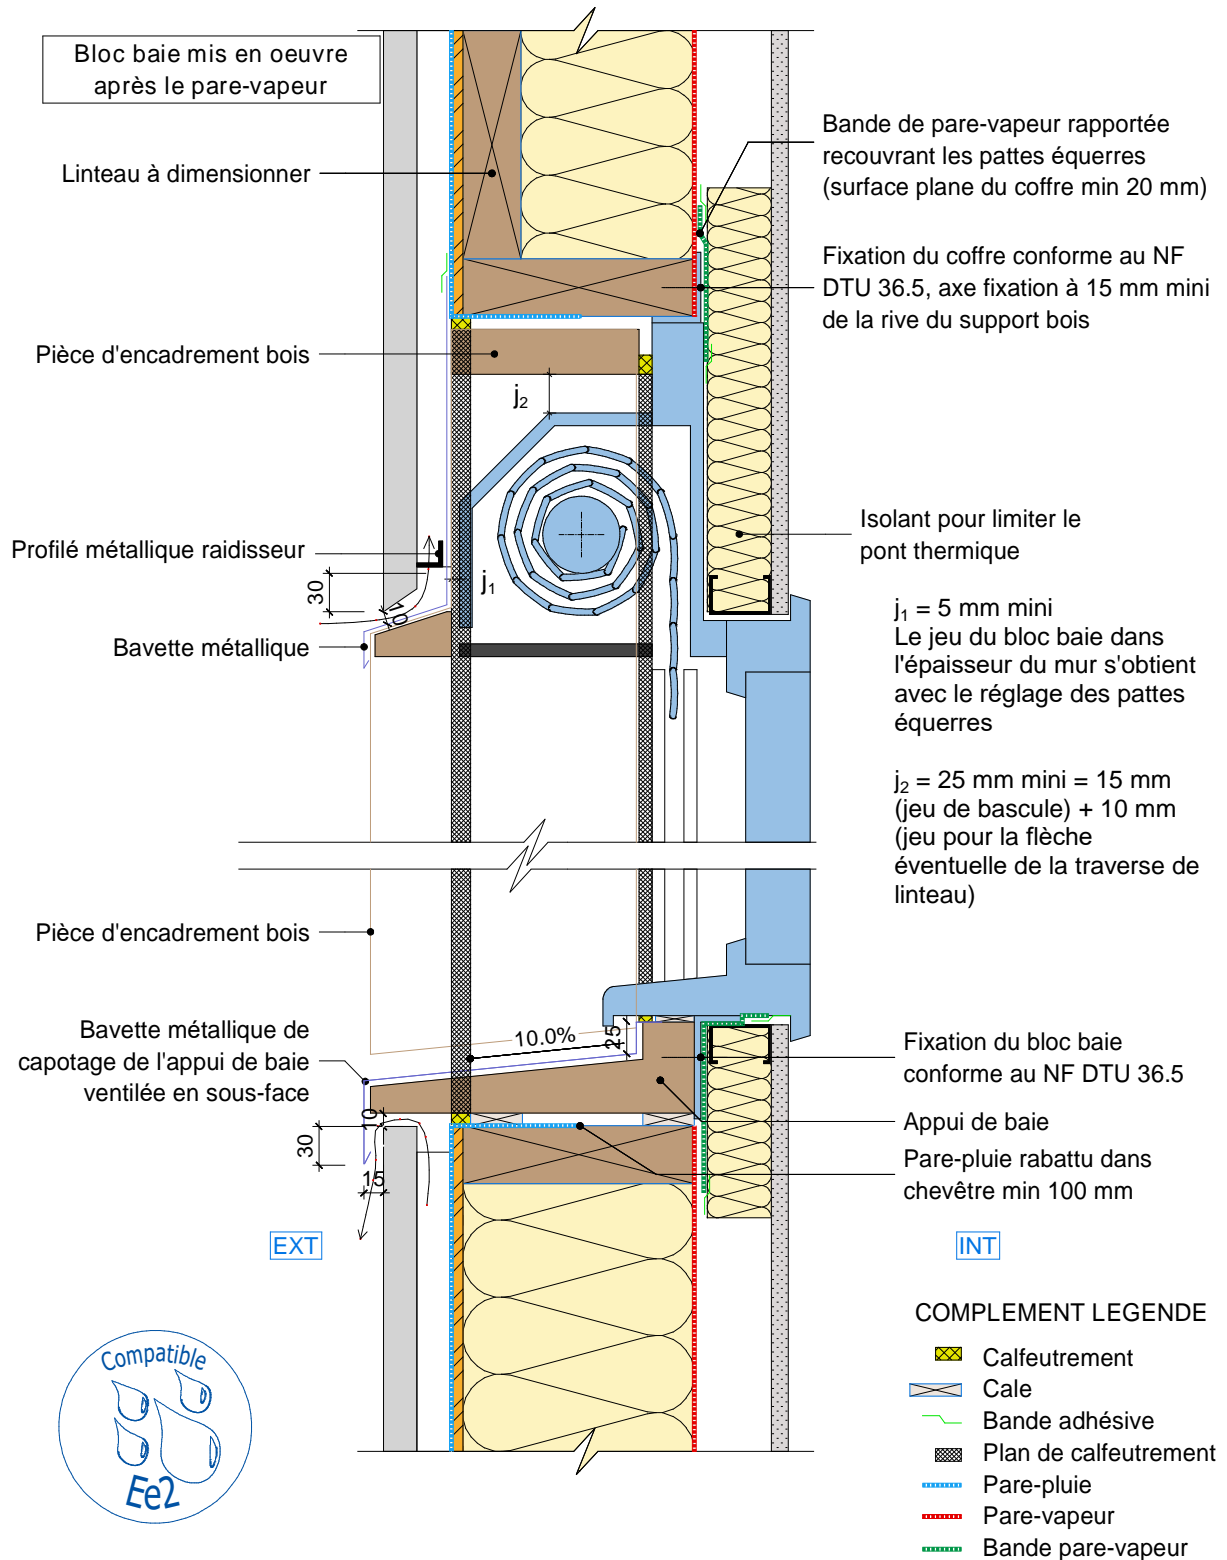 Bloc baie mis en oeuvre
après le pare-vapeur
Linteau à dimensionner
Pièce d'encadrement bois
Profilé métallique raidisseur
Bavette métallique
Bande de pare-vapeur rapportée
recouvrant les pattes équerres
(surface plane du coffre min 20 mm)
Fixation du coffre conforme au NF
DTU 36.5, axe fixation à 15 mm mini
de la rive du support bois
Isolant pour limiter le
pont thermique
j₁ = 5 mm mini
Le jeu du bloc baie dans
l'épaisseur du mur s'obtient
avec le réglage des pattes
équerres
j₂ = 25 mm mini = 15 mm
(jeu de bascule) + 10 mm
(jeu pour la flèche
éventuelle de la traverse de
linteau)
j₂
j₁
30
10
Pièce d'encadrement bois
Bavette métallique de
capotage de l'appui de baie
ventilée en sous-face
10.0%
25
10
30
15
Fixation du bloc baie
conforme au NF DTU 36.5
Appui de baie
Pare-pluie rabattu dans
chevêtre min 100 mm
EXT
INT
Compatible
Ee2
COMPLEMENT LEGENDE
Calfeutrement
Cale
Bande adhésive
Plan de calfeutrement
Pare-pluie
Pare-vapeur
Bande pare-vapeur